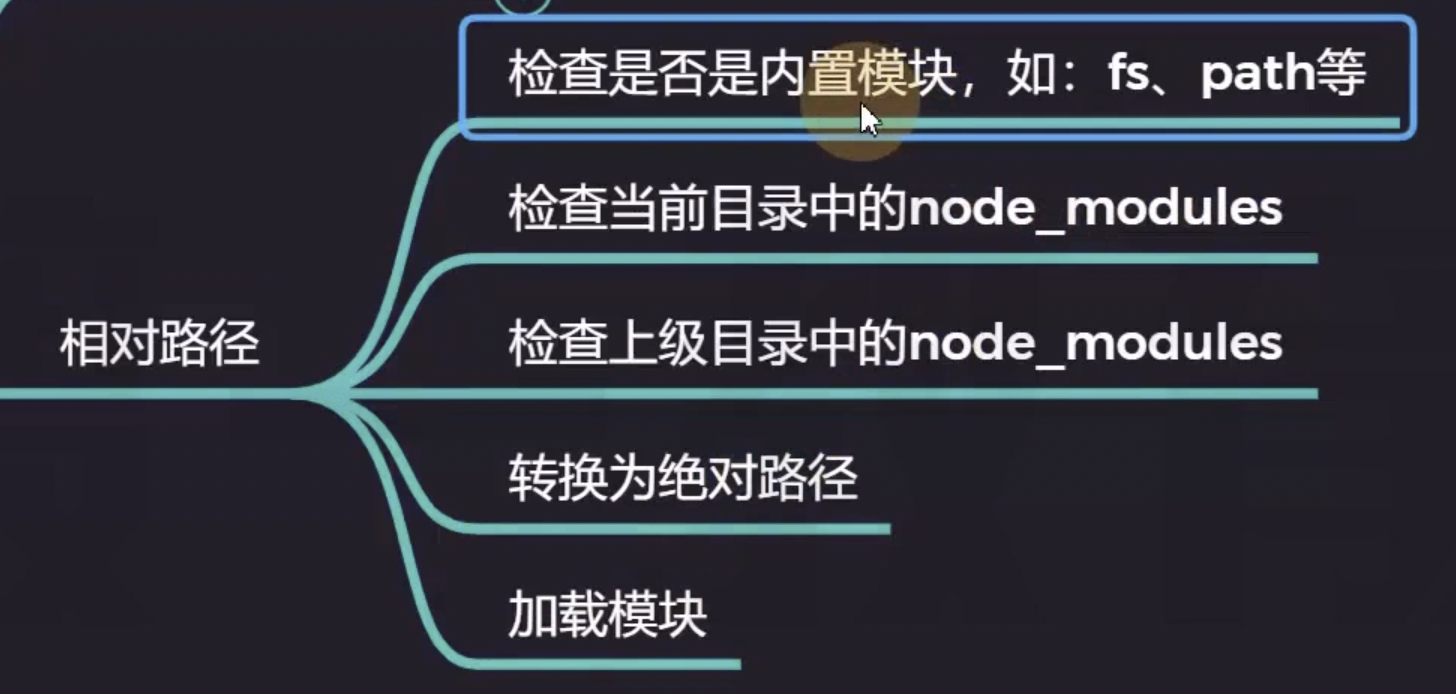 检查是否是内置模块，如：fs、path等
检查当前目录中的node_modules
相对路径
检查上级目录中的node_modules
转换为绝对路径
加载模块